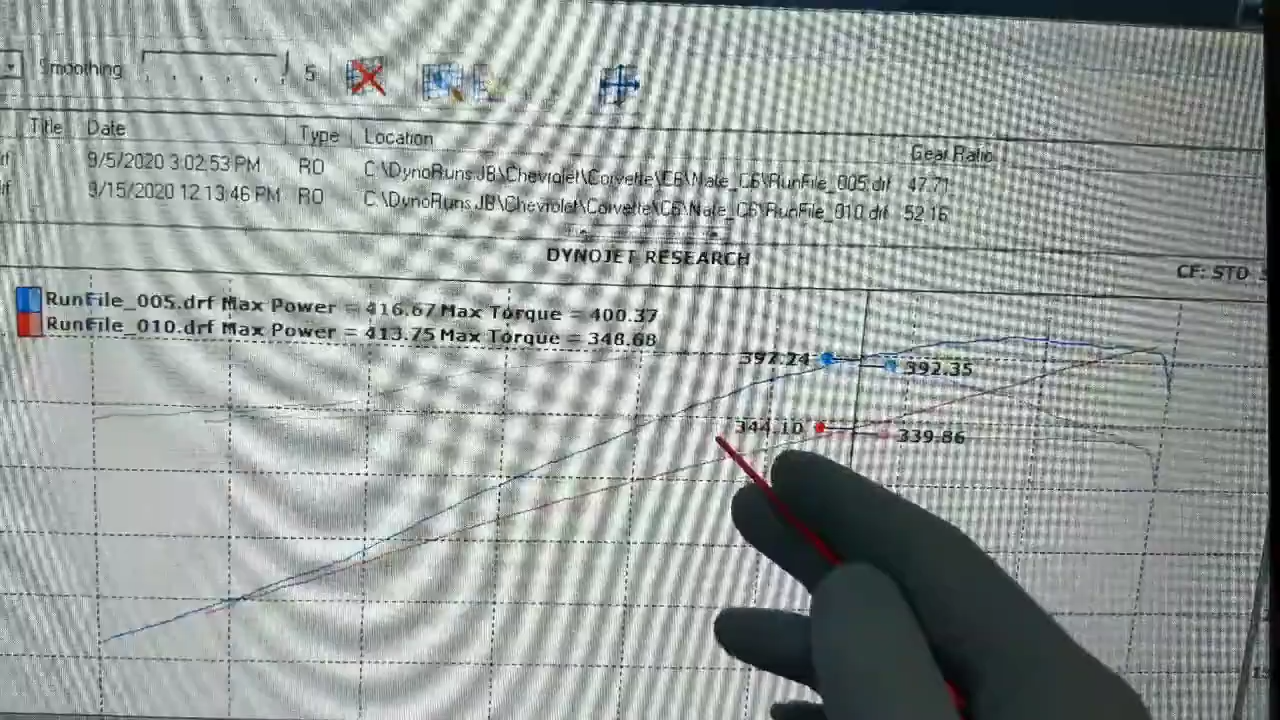 Smoothing 5
Title Date Type Location Gear Ratio
9/5/2020 3:02:53 PM RO C:\DynoRuns.JB\Chevrolet\Corvette\C6\Nate_C6\RunFile_005.drf 47.71
9/15/2020 12:13:46 PM RO C:\DynoRuns.JB\Chevrolet\Corvette\C6\Nate_C6\RunFile_010.drf 52.16
DYNOJET RESEARCH
CF: STD
RunFile_005.drf Max Power = 416.67 Max Torque = 400.37
RunFile_010.drf Max Power = 413.75 Max Torque = 348.68
397.24 392.35
344.10 339.86